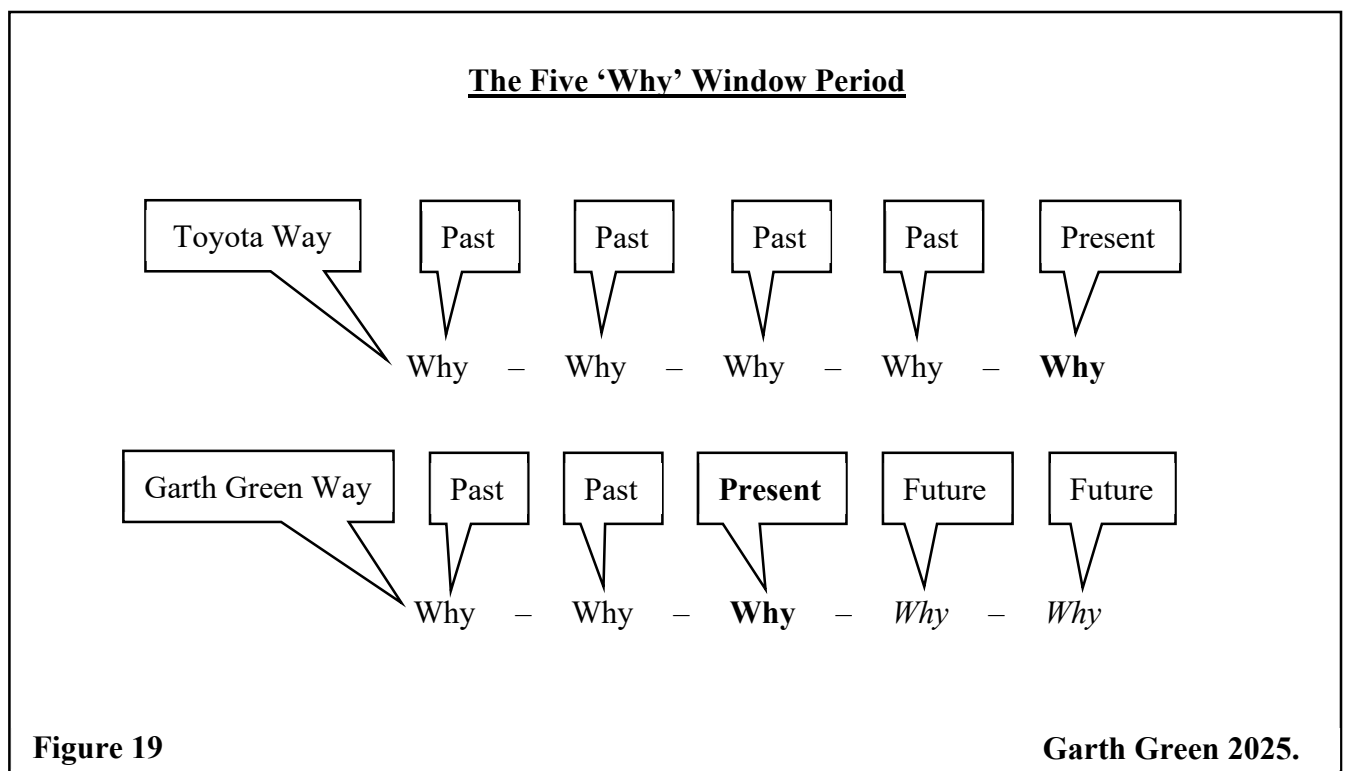 The Five ‘Why’ Window Period
Toyota Way Past Past Past Past Present
Why – Why – Why – Why – Why
Garth Green Way Past Past Present Future Future
Why – Why – Why – Why – Why
Figure 19 Garth Green 2025.